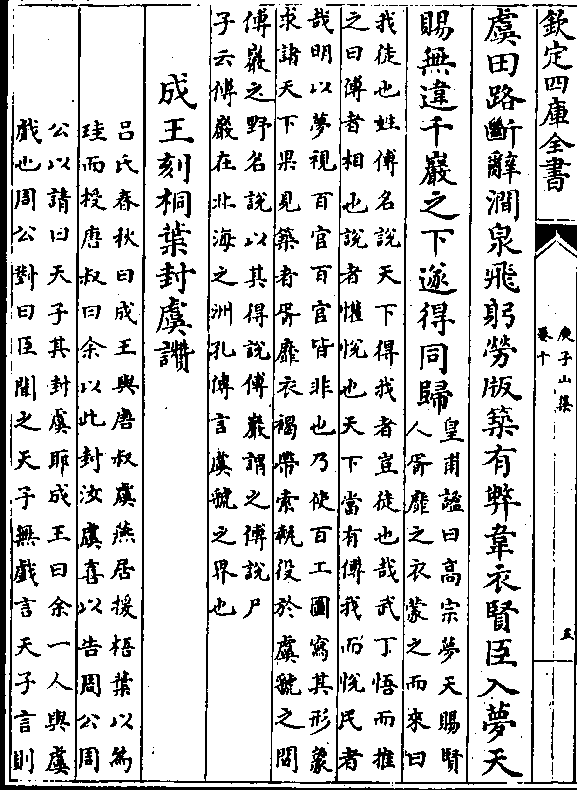 欽定四庫全書
庾子山集
卷十
五
虞田路斷辭澗泉飛躬勞版築有弊韋衣賢臣入夢天
賜無違千巖之下遂得同歸
皇甫謐曰高宗夢天賜賢
人胥靡之衣蒙之而來曰
我徒也姓傅名說天下得我者豈徒也哉武丁悟而推
之曰傅者相也說者懽悅也天下當有傅我而悅民者
哉明以夢視百官百官皆非也乃使百工圖寫其形象
求諸天下果見築者胥靡衣褐帶索執役於虞虢之間
傅巖之野名說以其得說傅巖謂之傅說尸
子云傅巖在北海之洲孔傳言虞虢之界也
成王刻桐葉封虞讚
呂氏春秋曰成王與唐叔虞燕居援梧葉以為
珪而授唐叔曰余以此封汝虞喜以告周公周
公以請曰天子其封虞耶成王曰余一人與虞
戲也周公對曰臣聞之天子無戲言天子言則